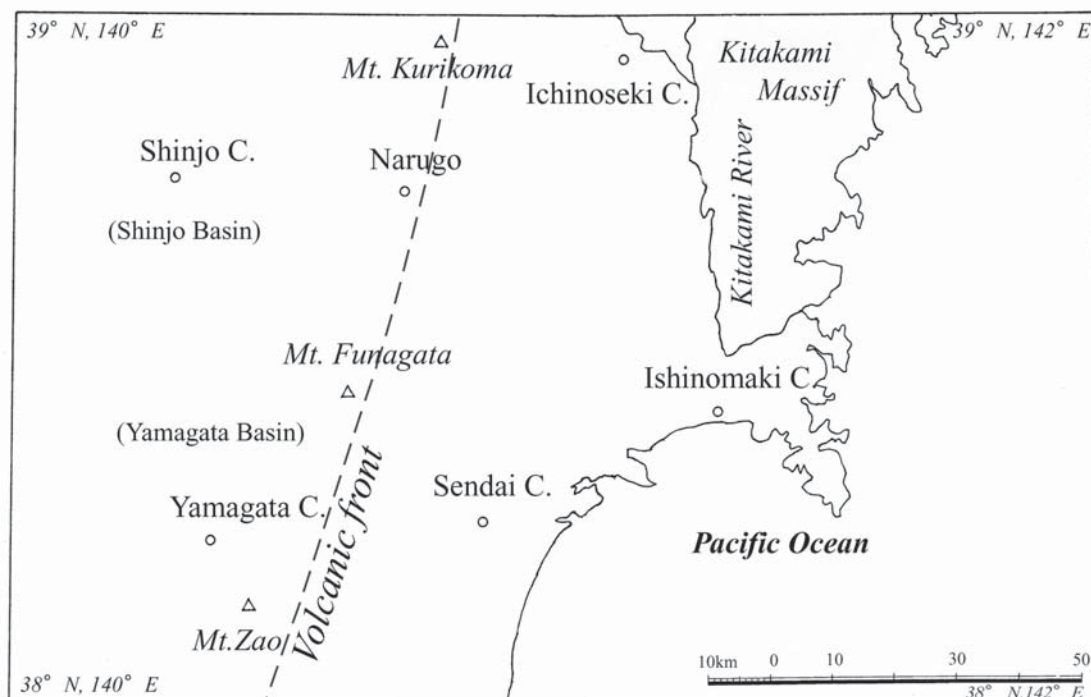 39° N, 140° E
39° N, 142° E
Mt. Kurikoma
Kitakami
Massif
Ichinoseki C.
Shinjo C.
Narugo
(Shinjo Basin)
Kitakami River
Mt. Funagata
Ishinomaki C.
(Yamagata Basin)
Volcanic front
Sendai C.
Yamagata C.
Pacific Ocean
Mt.Zao
10km 0 10 30 50
38° N, 140° E
38° N,142° E